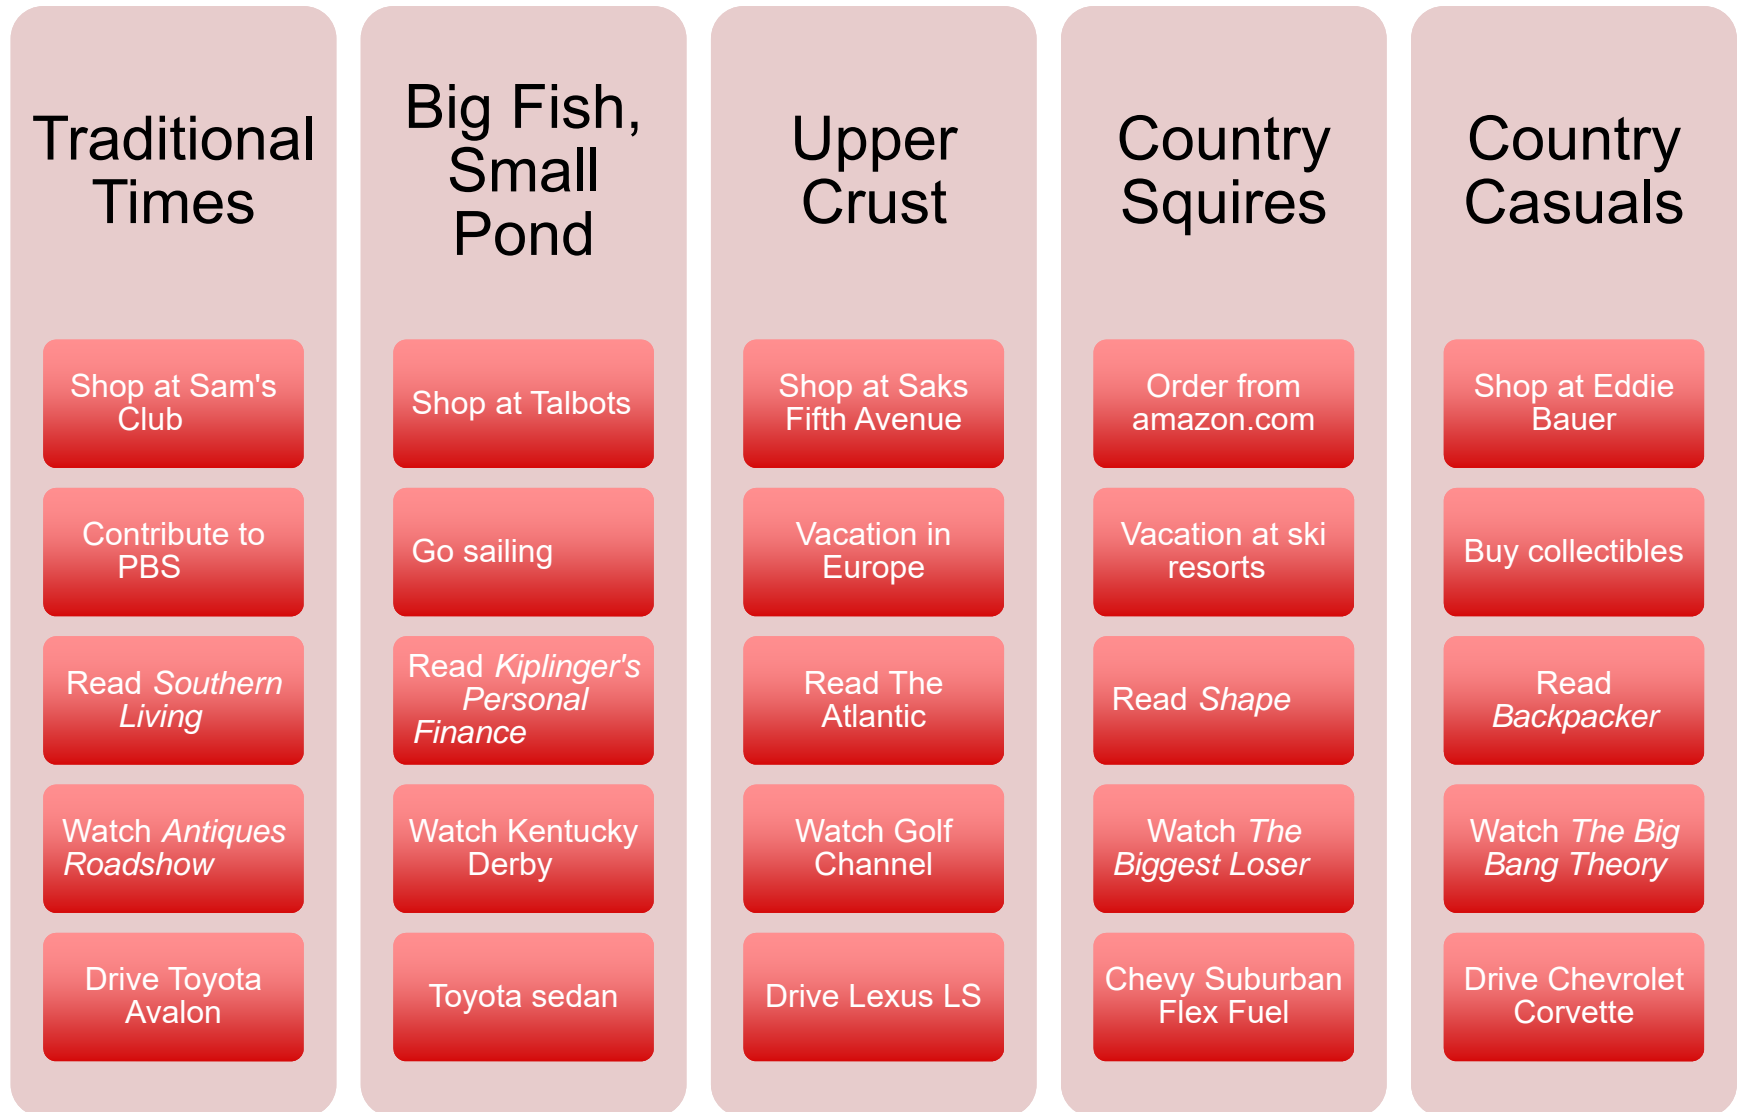 Traditional
Times
Shop at Sam's
Club
Contribute to
PBS
Read Southern
Living
Watch Antiques
Roadshow
Drive Toyota
Avalon
Big Fish,
Small
Pond
Shop at Talbots
Go sailing
Read Kiplinger's
Personal
Finance
Watch Kentucky
Derby
Toyota sedan
Upper
Crust
Shop at Saks
Fifth Avenue
Vacation in
Europe
Read The
Atlantic
Watch Golf
Channel
Drive Lexus LS
Country
Squires
Order from
amazon.com
Vacation at ski
resorts
Read Shape
Watch The
Biggest Loser
Chevy Suburban
Flex Fuel
Country
Casuals
Shop at Eddie
Bauer
Buy collectibles
Read
Backpacker
Watch The Big
Bang Theory
Drive Chevrolet
Corvette